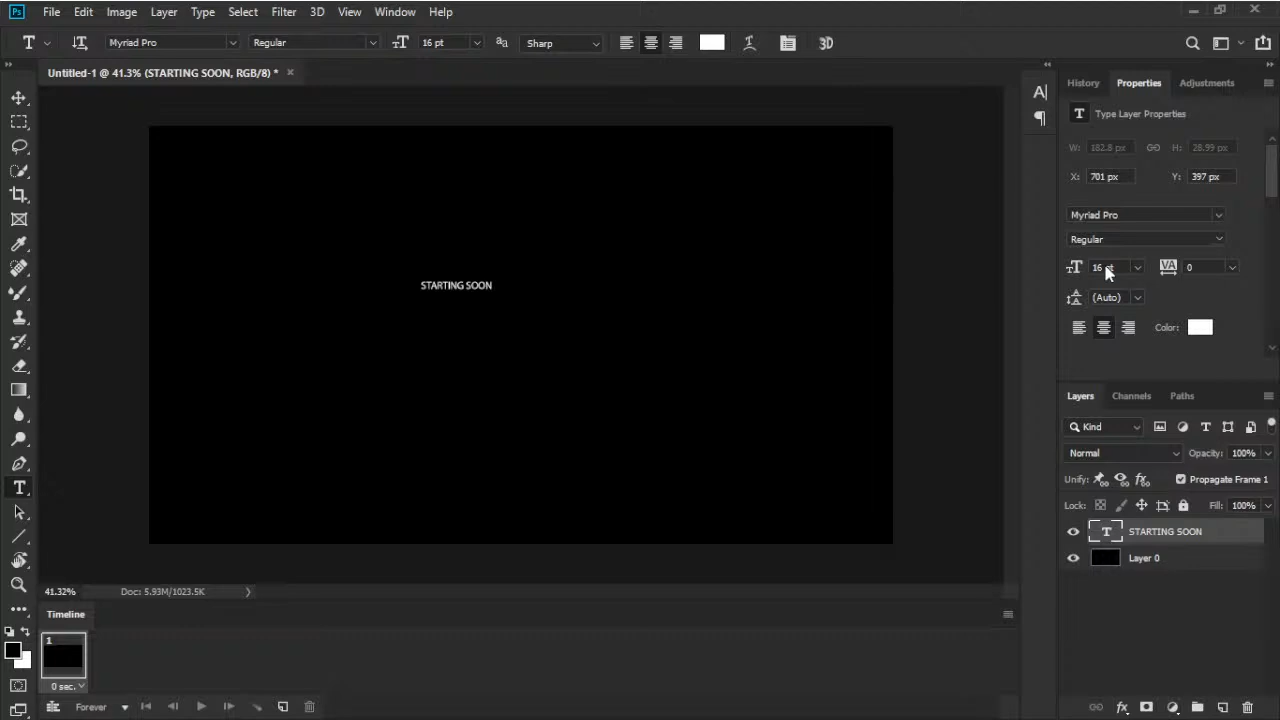 Ps File Edit Image Layer Type Select Filter 3D View Window Help
T Myriad Pro Regular 16 pt aa Sharp 3D
Untitled-1 @ 41.3% (STARTING SOON, RGB/8) * ×
History Properties Adjustments
T Type Layer Properties
W: 182.8 px H: 28.99 px
X: 701 px Y: 397 px
Myriad Pro
Regular
16 pt VA 0
(Auto)
Color:
STARTING SOON
Layers Channels Paths
Kind
Normal Opacity: 100%
Unify: Propagate Frame 1
Lock: Fill: 100%
T STARTING SOON
Layer 0
41.32% Doc: 5.93M/1023.5K
Timeline
1
0 sec.
Forever